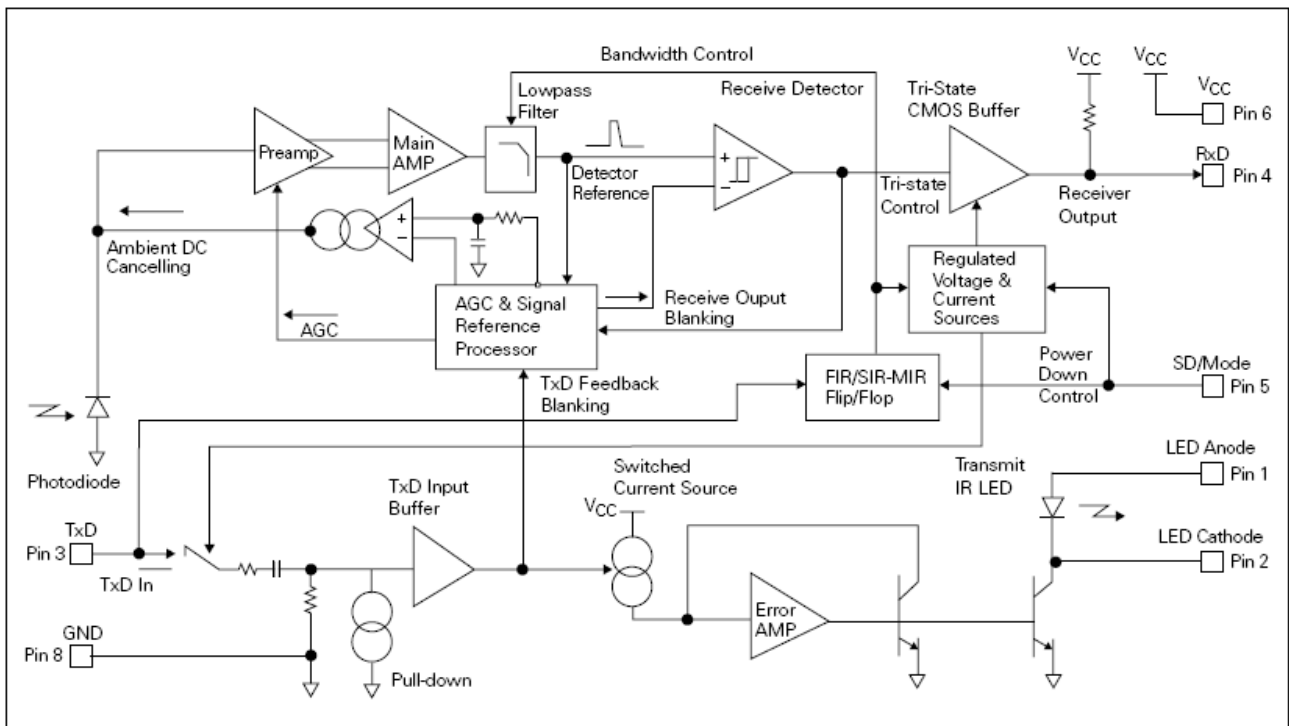 Bandwidth Control
VCC
VCC
VCC
Pin 6
Lowpass
Filter
Receive Detector
Tri-State
CMOS Buffer
Preamp
Main
AMP
+
−
Detector
Reference
Tri-state
Control
RxD
Pin 4
Receiver
Output
+
−
Ambient DC
Cancelling
AGC
AGC & Signal
Reference
Processor
Receive Ouput
Blanking
Regulated
Voltage &
Current
Sources
TxD Feedback
Blanking
FIR/SIR-MIR
Flip/Flop
Power
Down
Control
SD/Mode
Pin 5
Photodiode
TxD Input
Buffer
Switched
Current Source
VCC
Transmit
IR LED
LED Anode
Pin 1
TxD
Pin 3
TxD In
LED Cathode
Pin 2
GND
Pin 8
Pull-down
Error
AMP